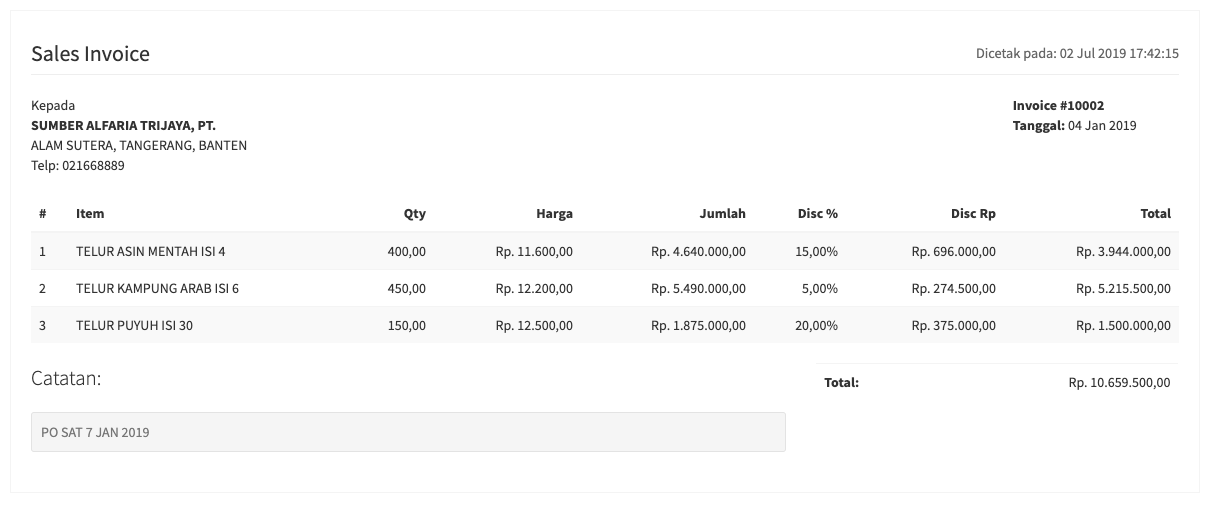 Sales Invoice Dicetak pada: 02 Jul 2019 17:42:15
Kepada Invoice #10002
SUMBER ALFARIA TRIJAYA, PT. Tanggal: 04 Jan 2019
ALAM SUTERA, TANGERANG, BANTEN
Telp: 021668889
# Item Qty Harga Jumlah Disc % Disc Rp Total
1 TELUR ASIN MENTAH ISI 4 400,00 Rp. 11.600,00 Rp. 4.640.000,00 15,00% Rp. 696.000,00 Rp. 3.944.000,00
2 TELUR KAMPUNG ARAB ISI 6 450,00 Rp. 12.200,00 Rp. 5.490.000,00 5,00% Rp. 274.500,00 Rp. 5.215.500,00
3 TELUR PUYUH ISI 30 150,00 Rp. 12.500,00 Rp. 1.875.000,00 20,00% Rp. 375.000,00 Rp. 1.500.000,00
Catatan: Total: Rp. 10.659.500,00
PO SAT 7 JAN 2019